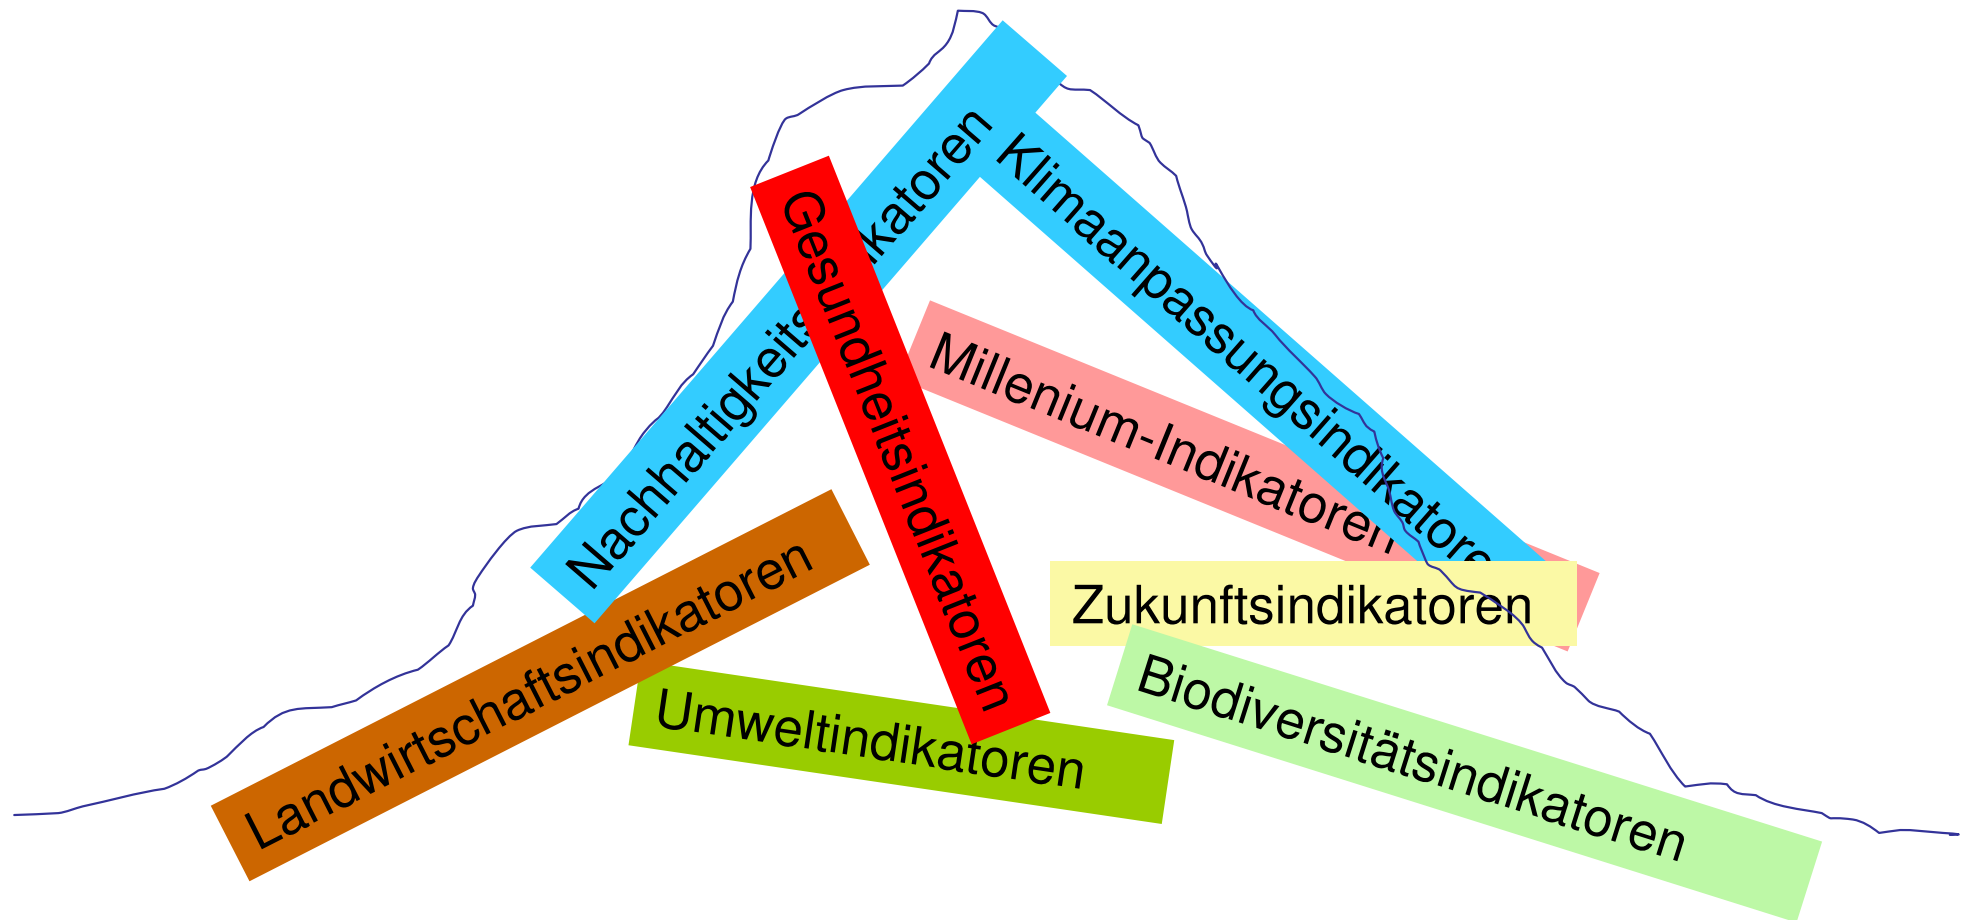 Nachhaltigkeitsindikatoren
Klimaanpassungsindikatoren
Gesundheitsindikatoren
Millenium-Indikatoren
Landwirtschaftsindikatoren
Zukunftsindikatoren
Umweltindikatoren
Biodiversitätsindikatoren